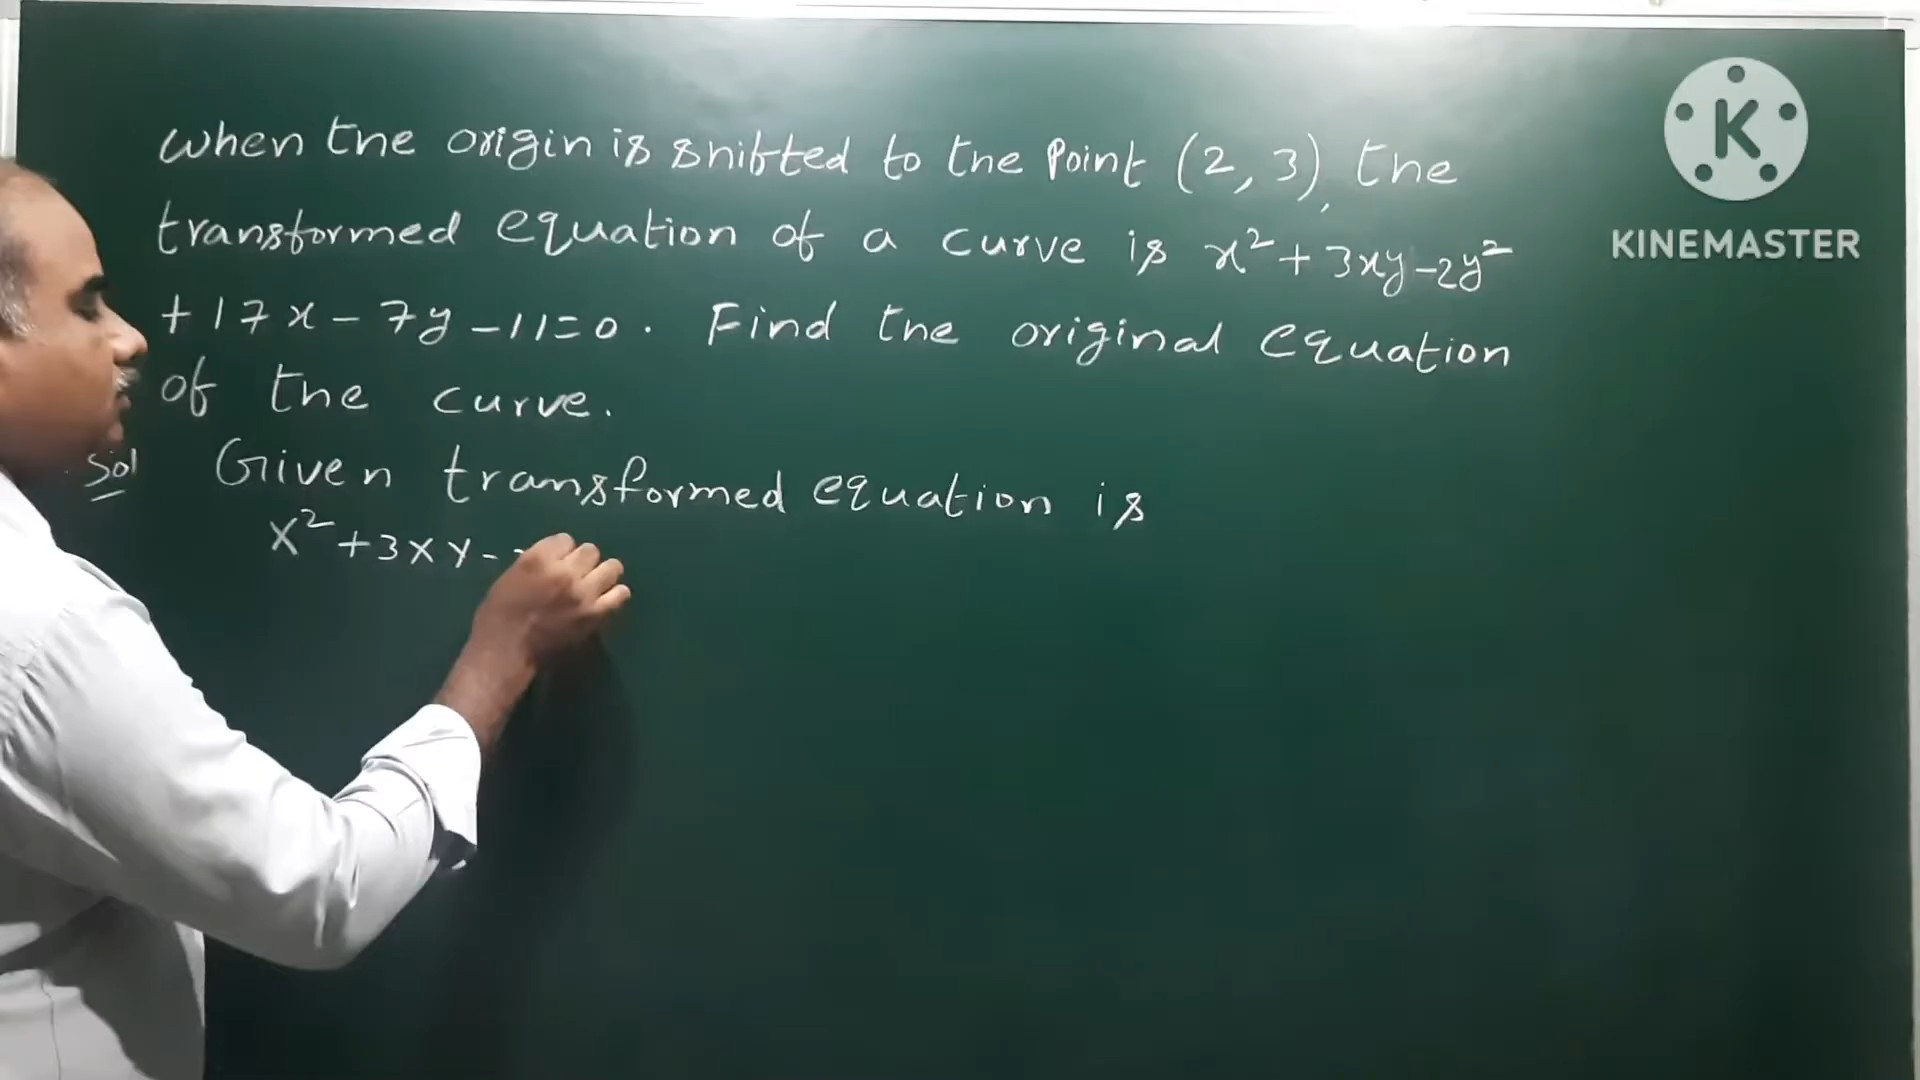 When the origin is shifted to the point (2, 3), the
transformed equation of a curve is x²+3xy-2y²
+17x-7y-11=0. Find the original equation
of the curve.
Sol Given transformed equation is
X²+3XY-
K
KINEMASTER